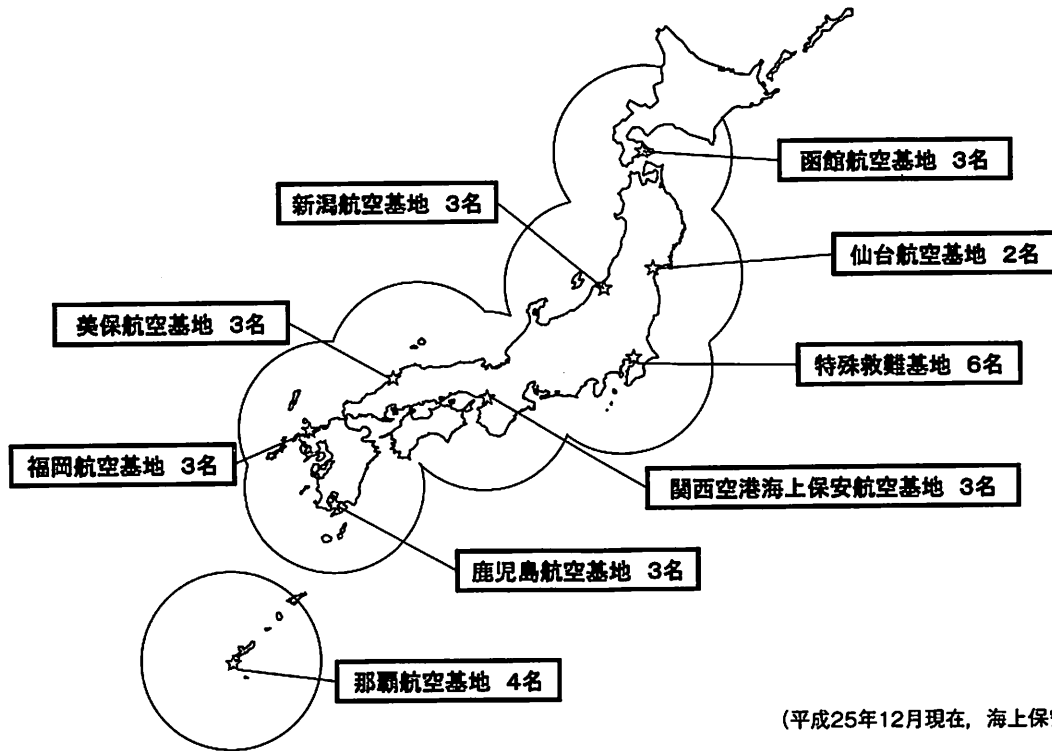 函館航空基地 3名
新潟航空基地 3名
仙台航空基地 2名
美保航空基地 3名
特殊救難基地 6名
福岡航空基地 3名
関西空港海上保安航空基地 3名
鹿児島航空基地 3名
那覇航空基地 4名
(平成25年12月現在,海上保